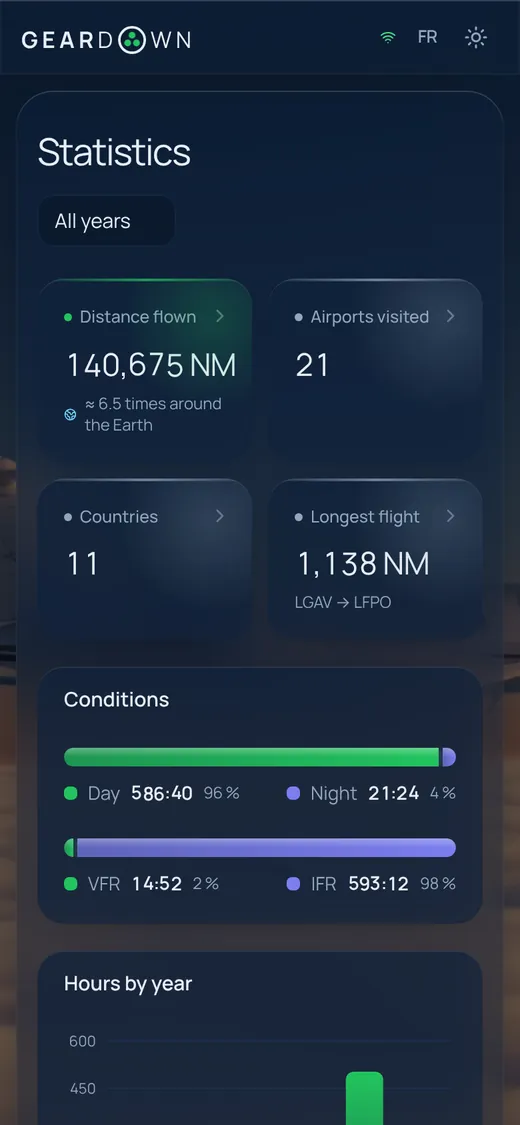 GEARDOWN
FR
Statistics
All years
Distance flown
140,675 NM
≈ 6.5 times around
the Earth
Airports visited
21
Countries
11
Longest flight
1,138 NM
LGAV → LFPO
Conditions
Day 586:40 96 % Night 21:24 4 %
VFR 14:52 2 % IFR 593:12 98 %
Hours by year
600
450